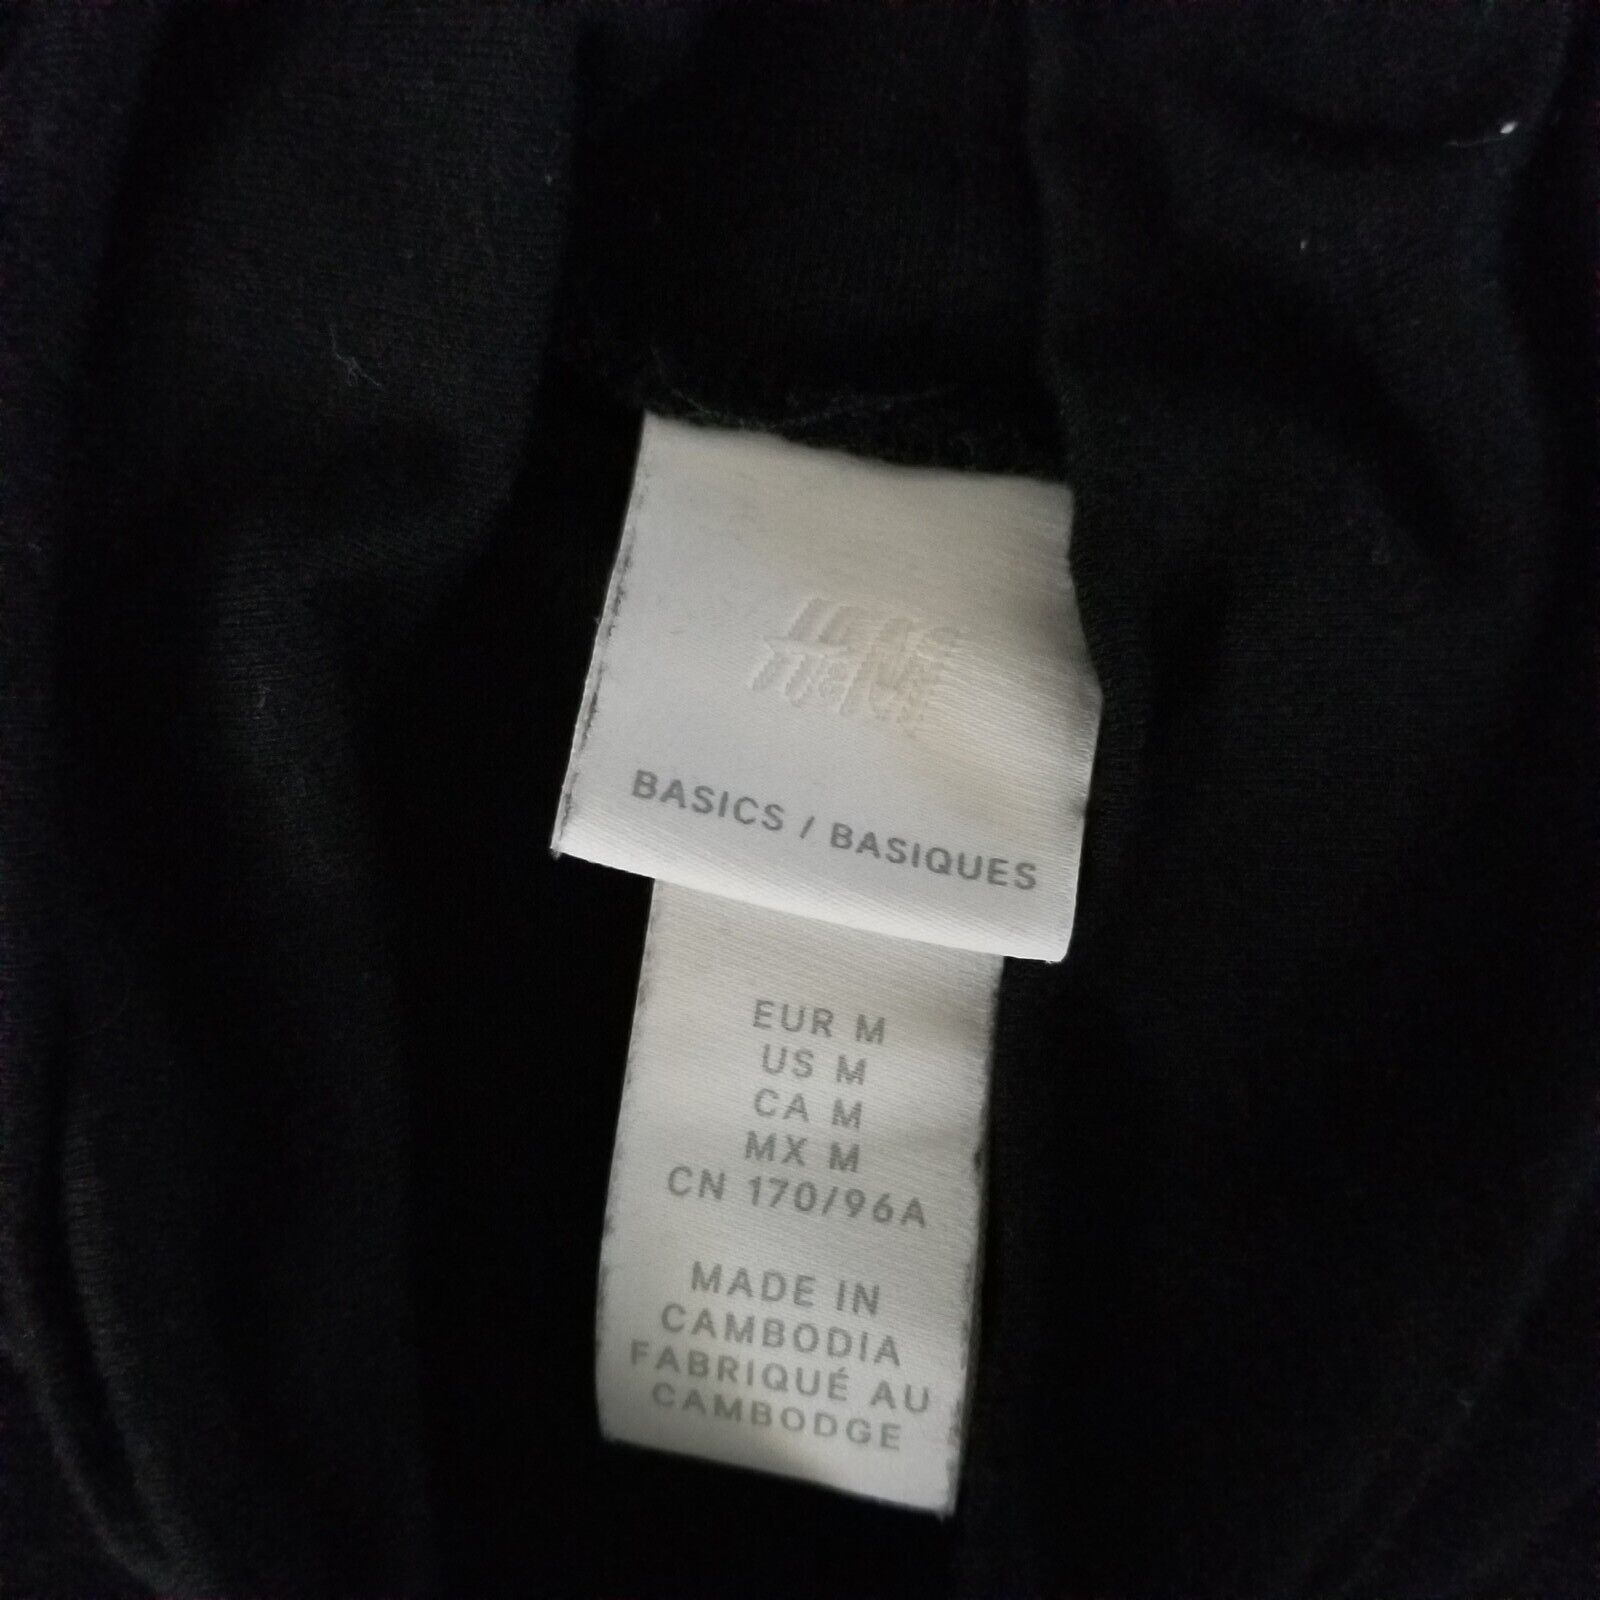 H&M
BASICS / BASIQUES
EUR M
US M
CA M
MX M
CN 170/96A
MADE IN
CAMBODIA
FABRIQUÉ AU
CAMBODGE